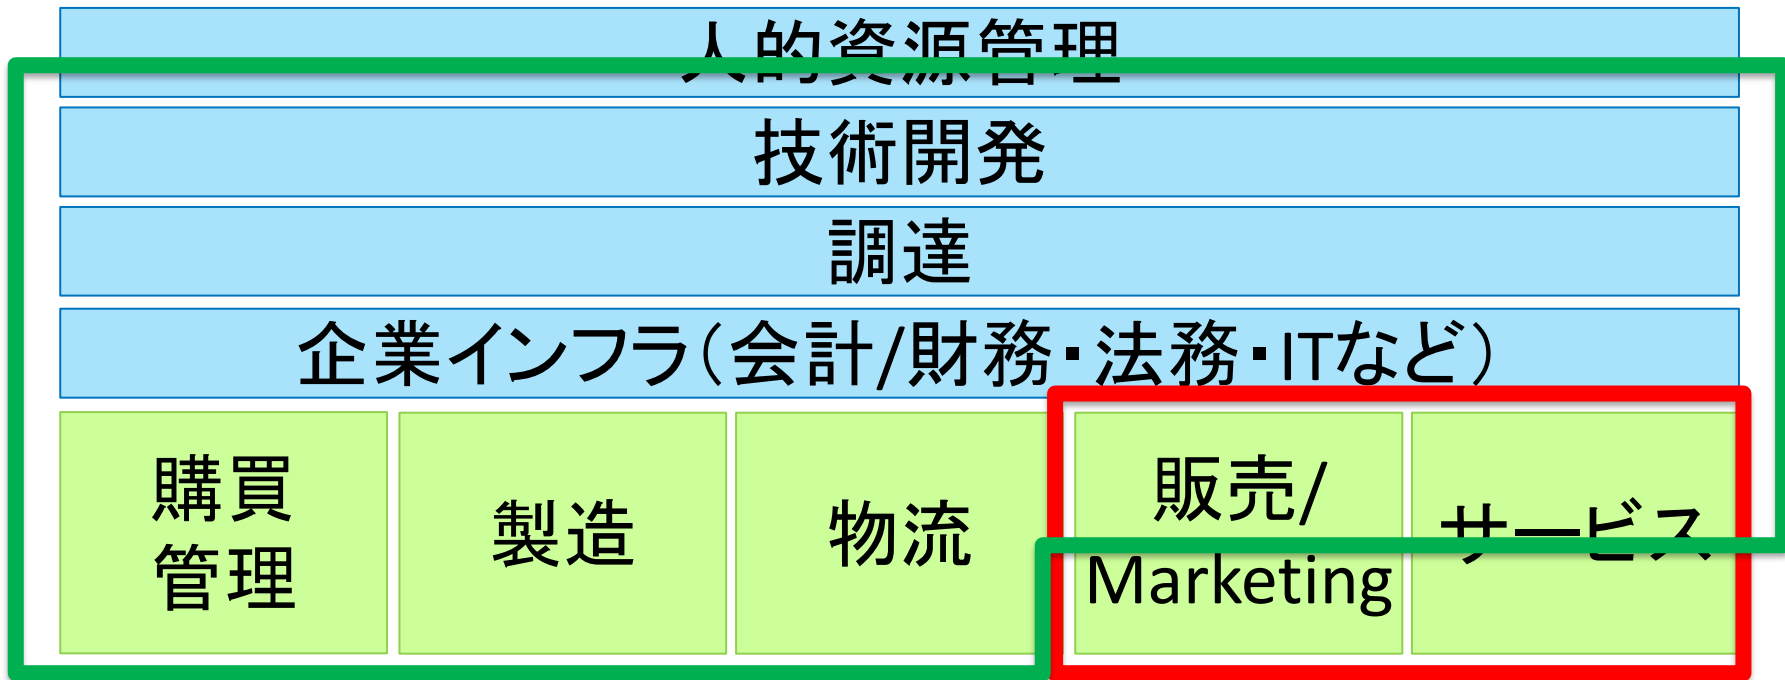 人的資源管理
技術開発
調達
企業インフラ（会計/財務・法務・ITなど）
購買
管理
製造
物流
販売/
Marketing
サービス